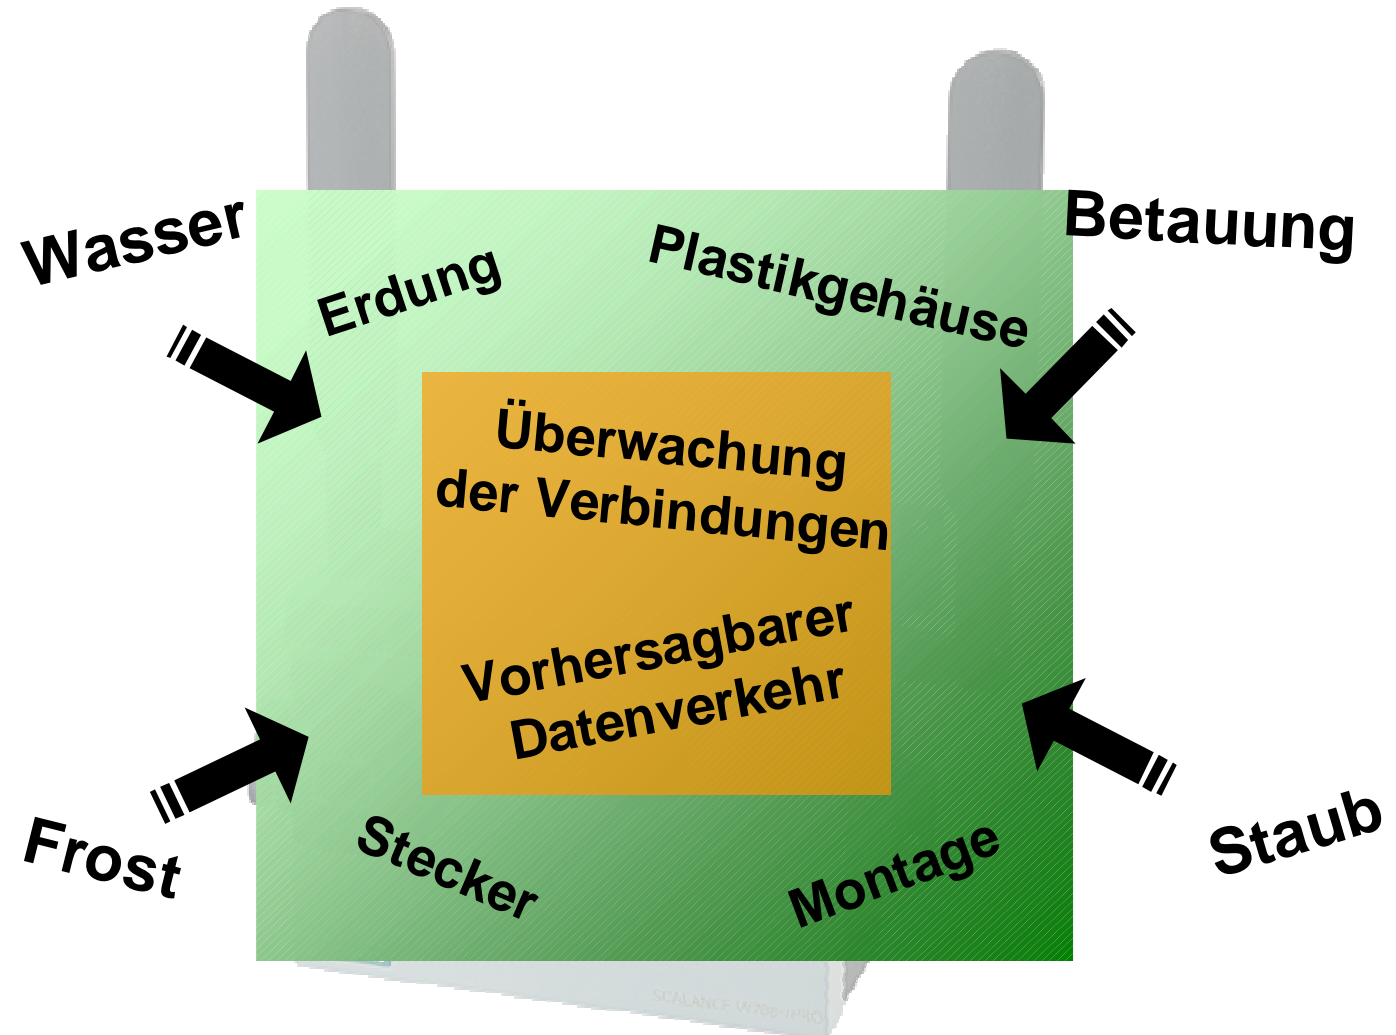 Wasser
Betauung
Erdung
Plastikgehäuse
Überwachung
der Verbindungen
Vorhersagbarer
Datenverkehr
Frost
Stecker
Montage
Staub